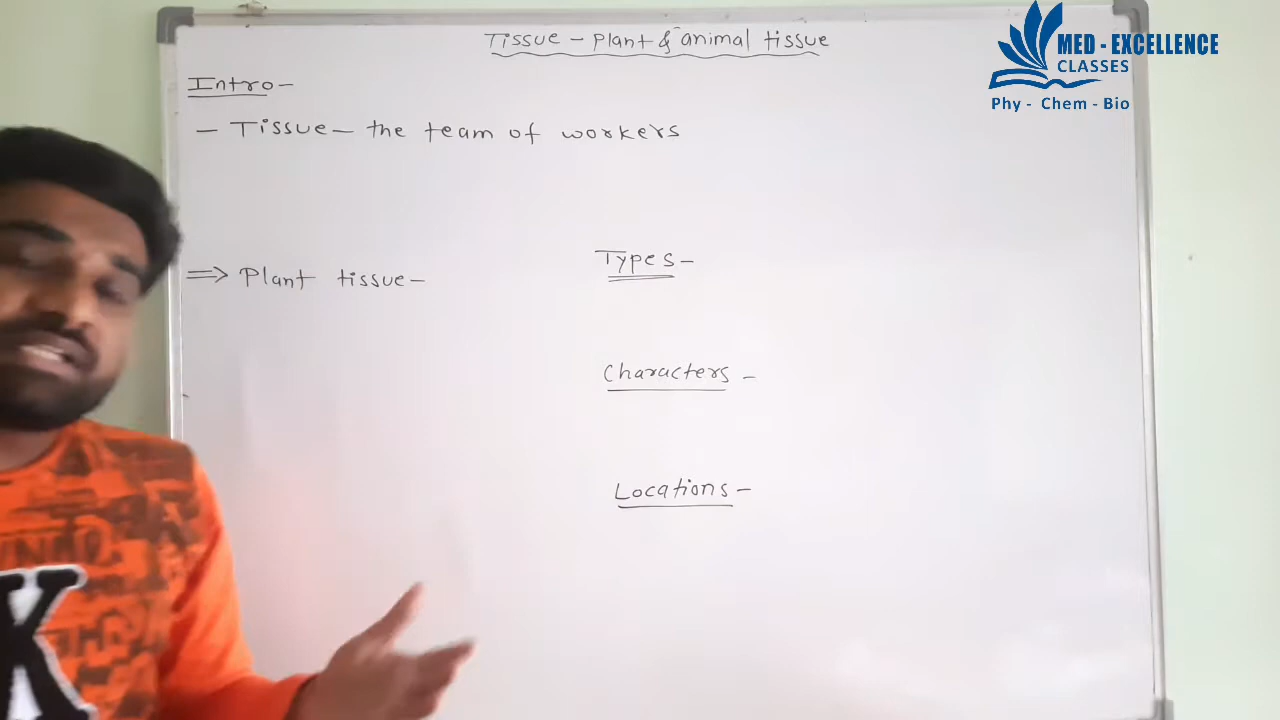 Tissue - Plant & animal tissue
MED - EXCELLENCE
CLASSES
Phy - Chem - Bio
Intro -
- Tissue - the team of workers
⇒ Plant tissue -
Types -
Characters -
Locations -
K